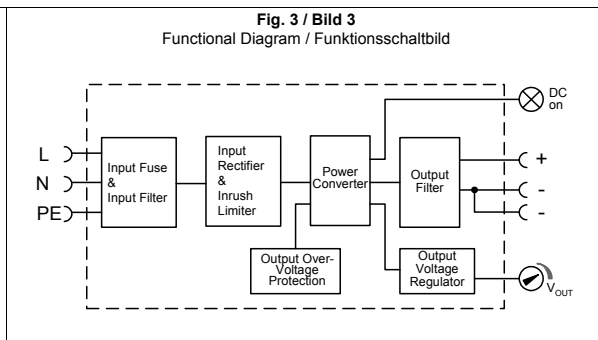 Fig. 3 / Bild 3
Functional Diagram / Funktionsschaltbild
DC
on
L
N
PE
Input Fuse
&
Input Filter
Input
Rectifier
&
Inrush
Limiter
Power
Converter
Output
Filter
+
-
-
Output Over-
Voltage
Protection
Output
Voltage
Regulator
VOUT